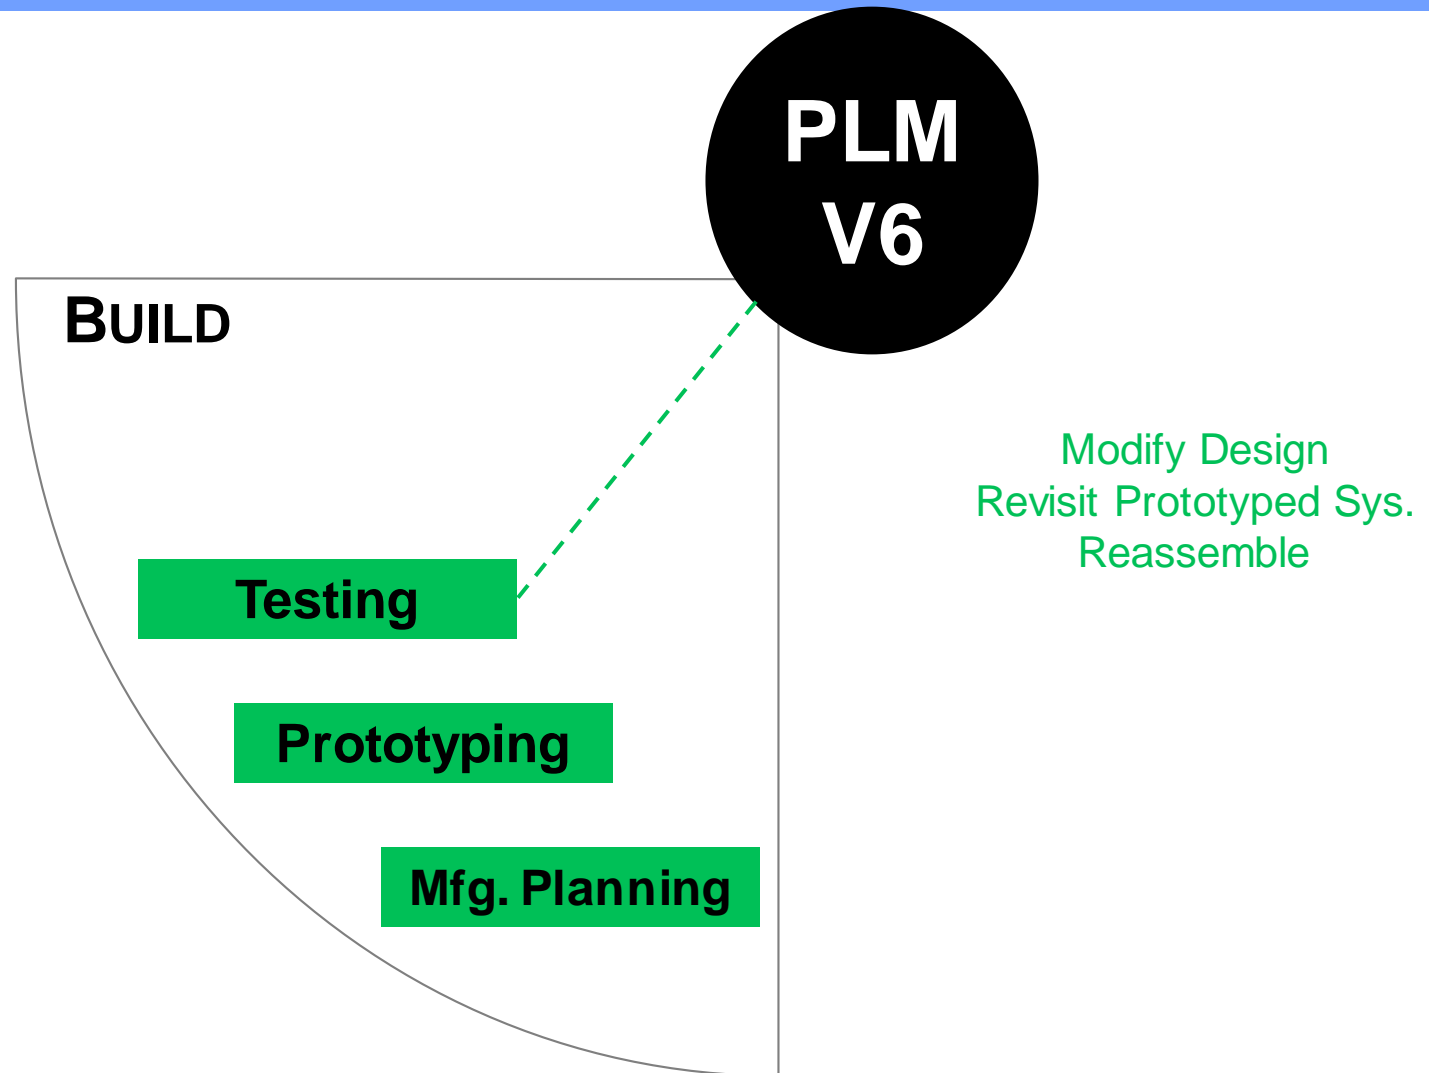 PLM
V6
BUILD
Modify Design
Revisit Prototyped Sys.
Reassemble
Testing
Prototyping
Mfg. Planning